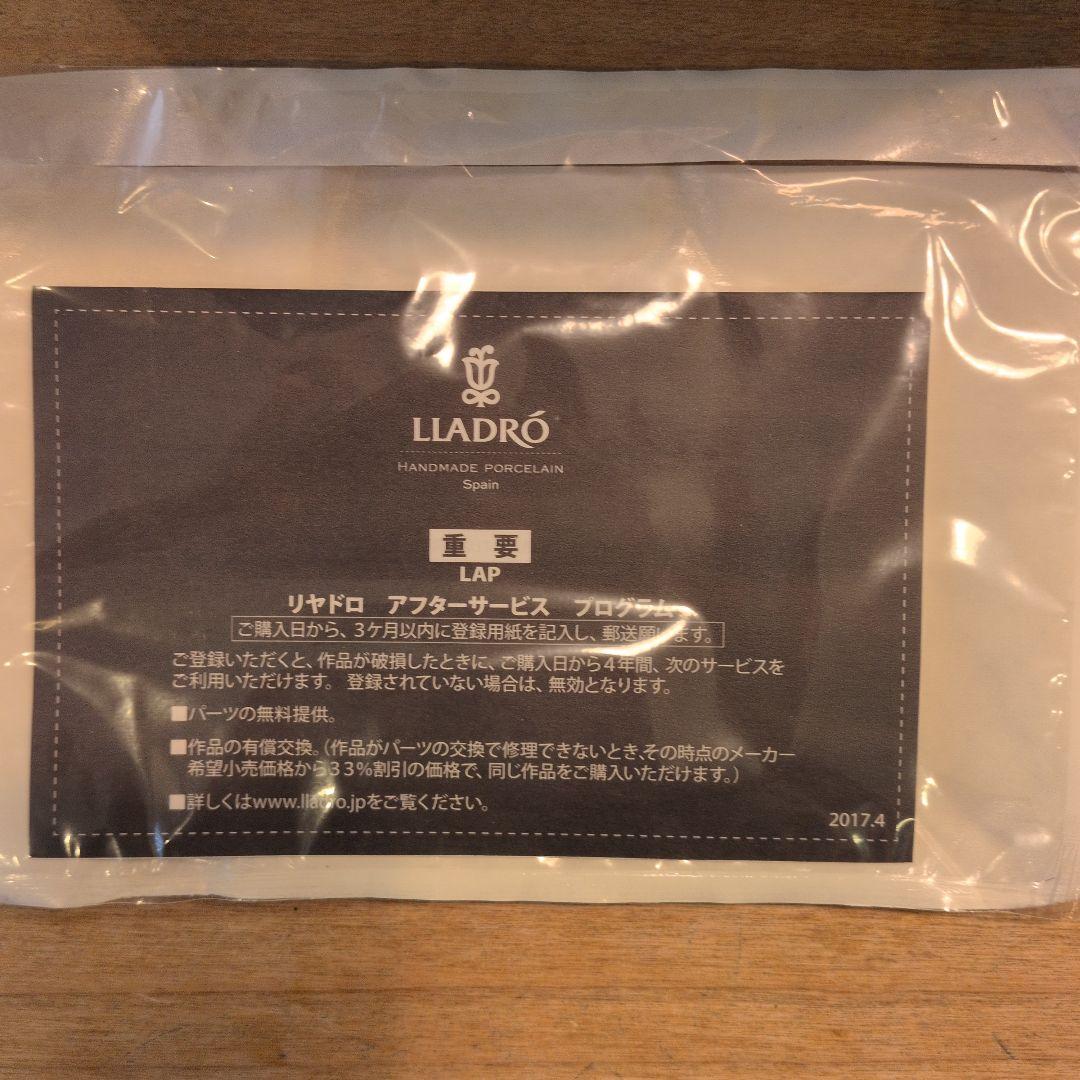 LLADRÓ
HANDMADE PORCELAIN
Spain
重 要
LAP
リヤドロ アフターサービス プログラム
ご購入日から、3ケ月以内に登録用紙を記入し、郵送願います。
ご登録いただくと、作品が破損したときに、ご購入日から4年間、次のサービスを
ご利用いただけます。 登録されていない場合は、無効となります。
■パーツの無料提供。
■作品の有償交換。(作品がパーツの交換で修理できないとき、その時点のメーカー
希望小売価格から33%割引の価格で、同じ作品をご購入いただけます。)
■詳しくはwww.lladro.jpをご覧ください。
2017.4